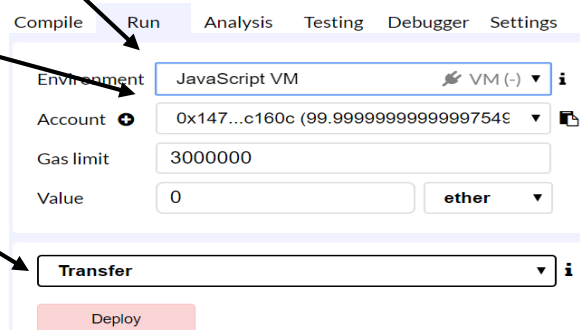 Compile Run Analysis Testing Debugger Settings
Environment JavaScript VM VM (-) ▼ i
Account 0x147...c160c (99.99999999999997549 ▼
Gas limit 3000000
Value 0 ether ▼
Transfer ▼ i
Deploy